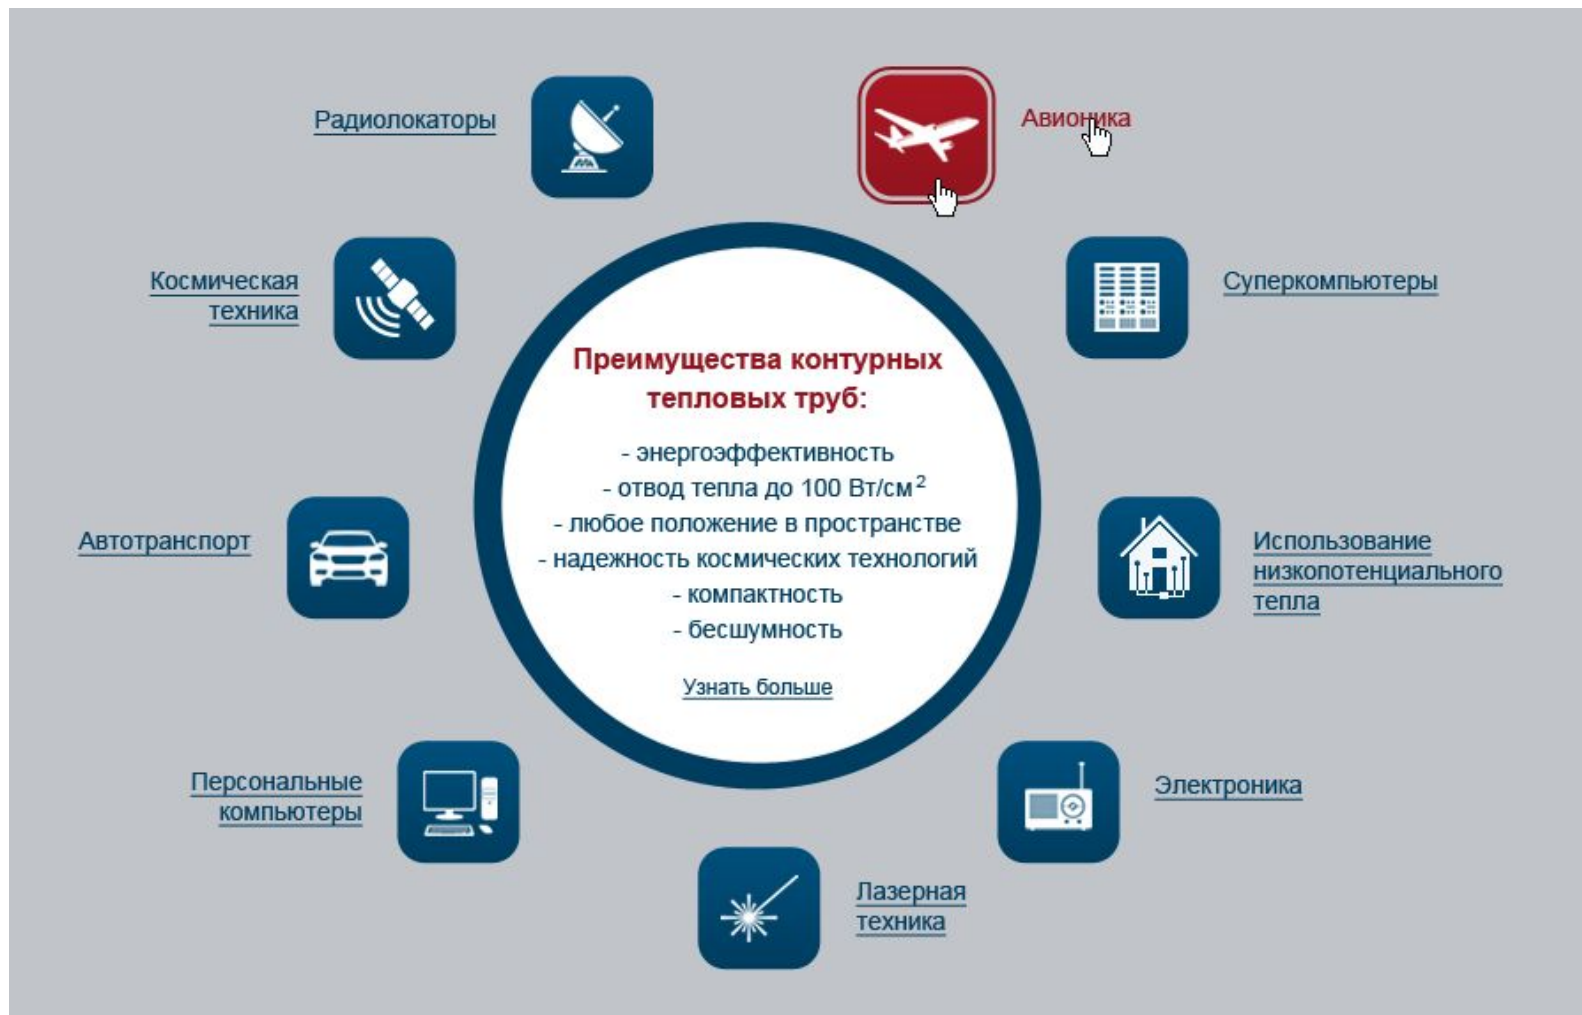 Радиолокаторы
Авионика
Космическая
техника
Суперкомпьютеры
Преимущества контурных
тепловых труб:
- энергоэффективность
- отвод тепла до 100 Вт/см²
- любое положение в пространстве
- надежность космических технологий
- компактность
- бесшумность
Узнать больше
Автотранспорт
Использование
низкопотенциального
тепла
Персональные
компьютеры
Электроника
Лазерная
техника